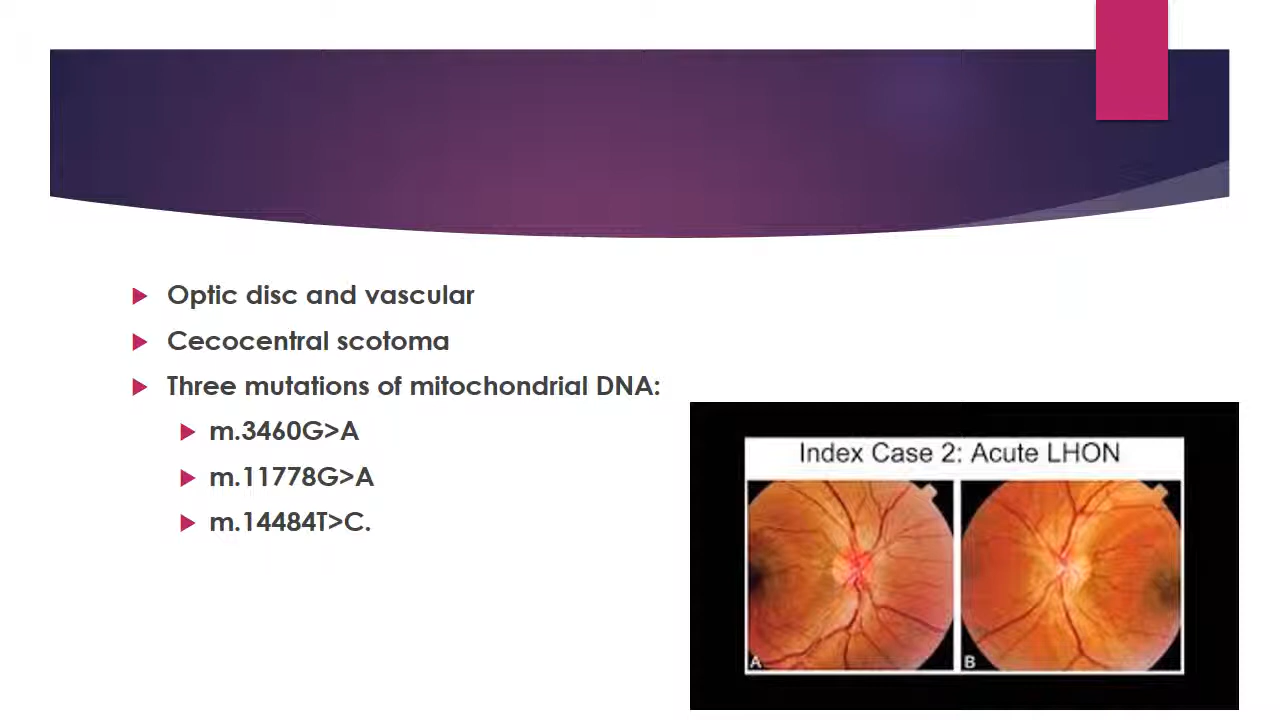 Optic disc and vascular
Cecocentral scotoma
Three mutations of mitochondrial DNA:
m.3460G>A
m.11778G>A
m.14484T>C.
Index Case 2: Acute LHON
A
B